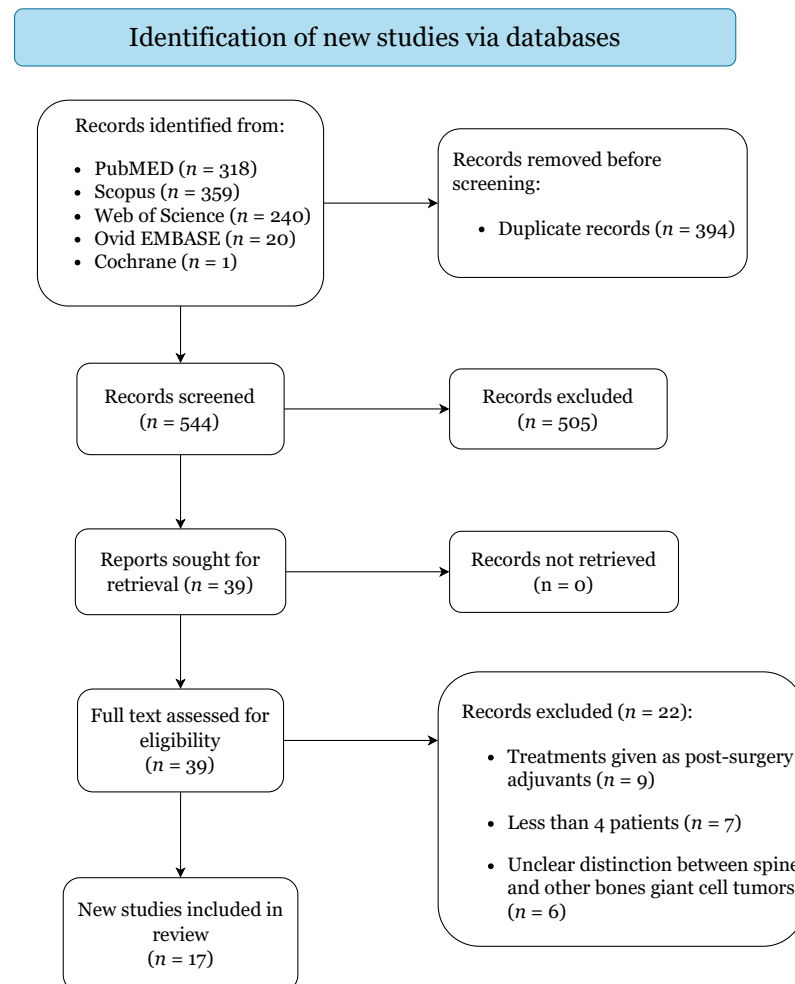 Identification of new studies via databases
Records identified from:
• PubMED (n = 318)
• Scopus (n = 359)
• Web of Science (n = 240)
• Ovid EMBASE (n = 20)
• Cochrane (n = 1)
Records removed before
screening:
• Duplicate records (n = 394)
Records screened
(n = 544)
Records excluded
(n = 505)
Reports sought for
retrieval (n = 39)
Records not retrieved
(n = 0)
Full text assessed for
eligibility
(n = 39)
Records excluded (n = 22):
• Treatments given as post-surgery
adjuvants (n = 9)
• Less than 4 patients (n = 7)
• Unclear distinction between spine
and other bones giant cell tumors
(n = 6)
New studies included in
review
(n = 17)